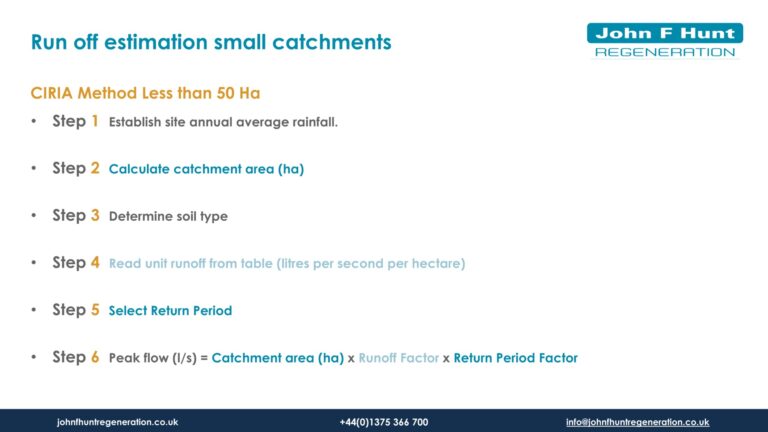 Run off estimation small catchments
John F Hunt
REGENERATION
CIRIA Method Less than 50 Ha
• Step 1 Establish site annual average rainfall.
• Step 2 Calculate catchment area (ha)
• Step 3 Determine soil type
• Step 4 Read unit runoff from table (litres per second per hectare)
• Step 5 Select Return Period
• Step 6 Peak flow (l/s) = Catchment area (ha) x Runoff Factor x Return Period Factor
johnfhuntregeneration.co.uk
+44(0)1375 366 700
info@johnfhuntregeneration.co.uk